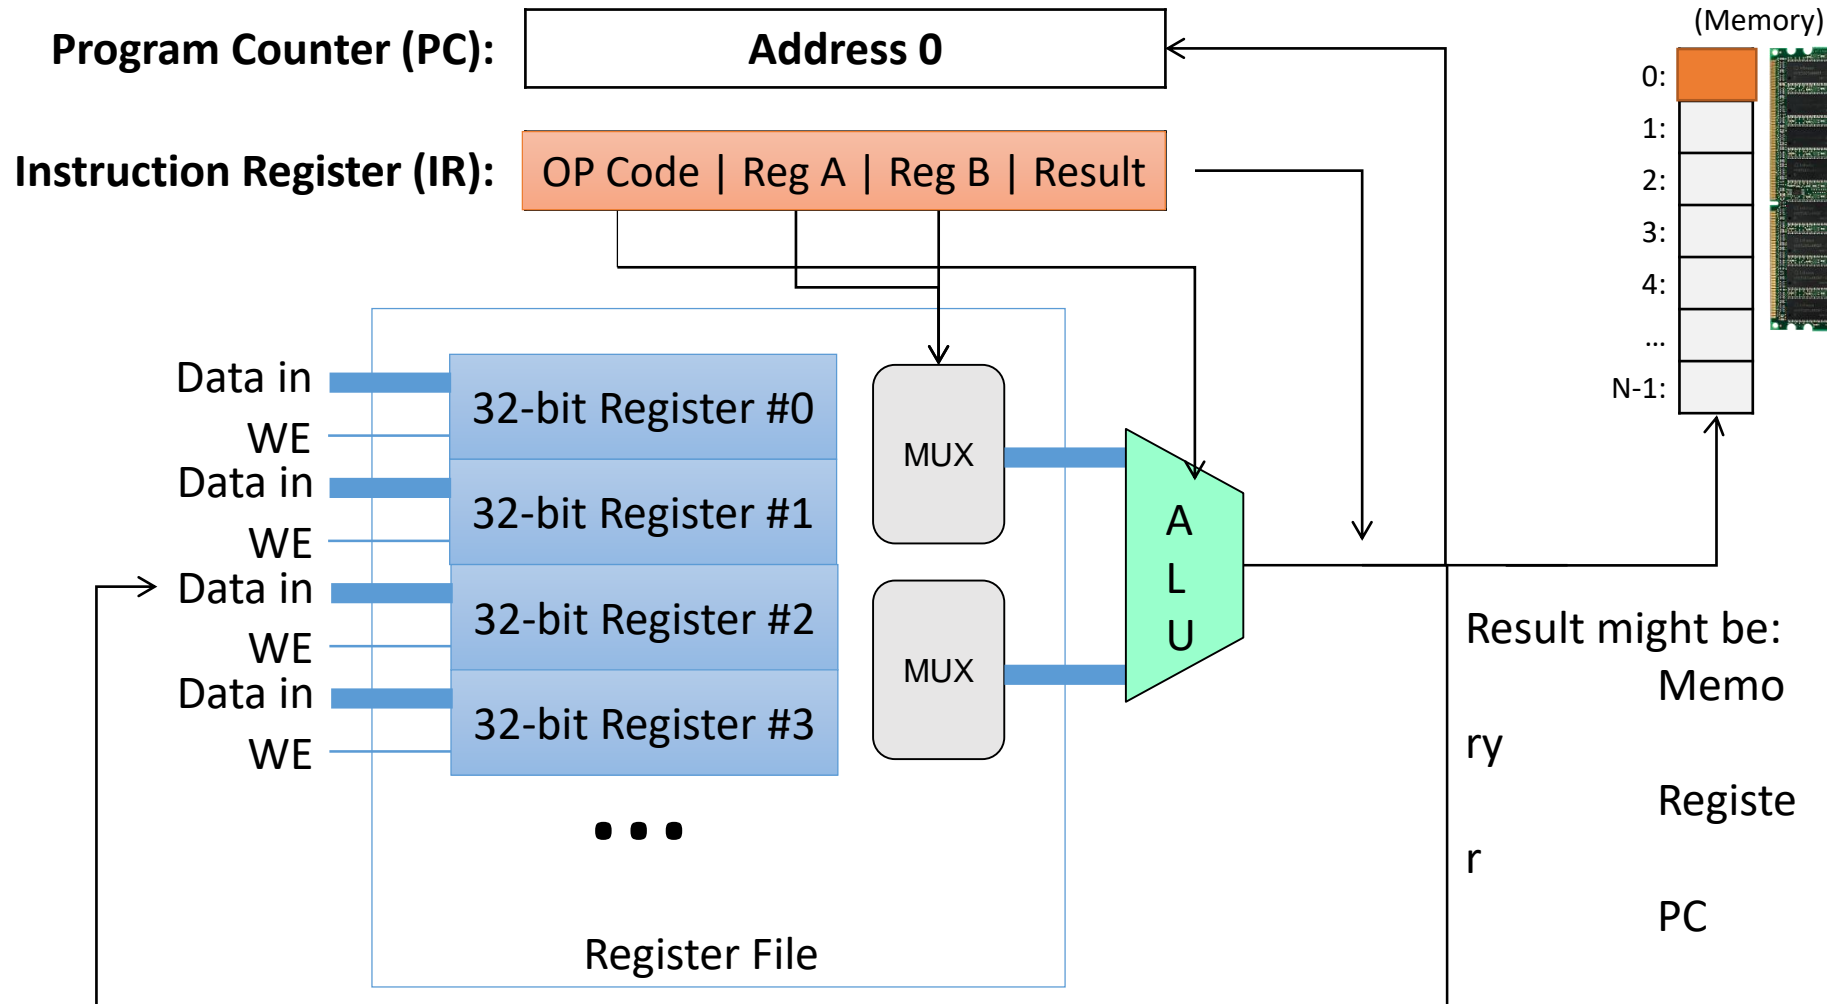 (Memory)
Program Counter (PC):
Address 0
0:
1:
Instruction Register (IR):
OP Code | Reg A | Reg B | Result
2:
3:
4:
...
N-1:
Data in
WE
32-bit Register #0
Data in
WE
32-bit Register #1
Data in
WE
32-bit Register #2
Data in
WE
32-bit Register #3
...
MUX
MUX
A
L
U
Result might be:
Memo
ry
Registe
r
PC
Register File